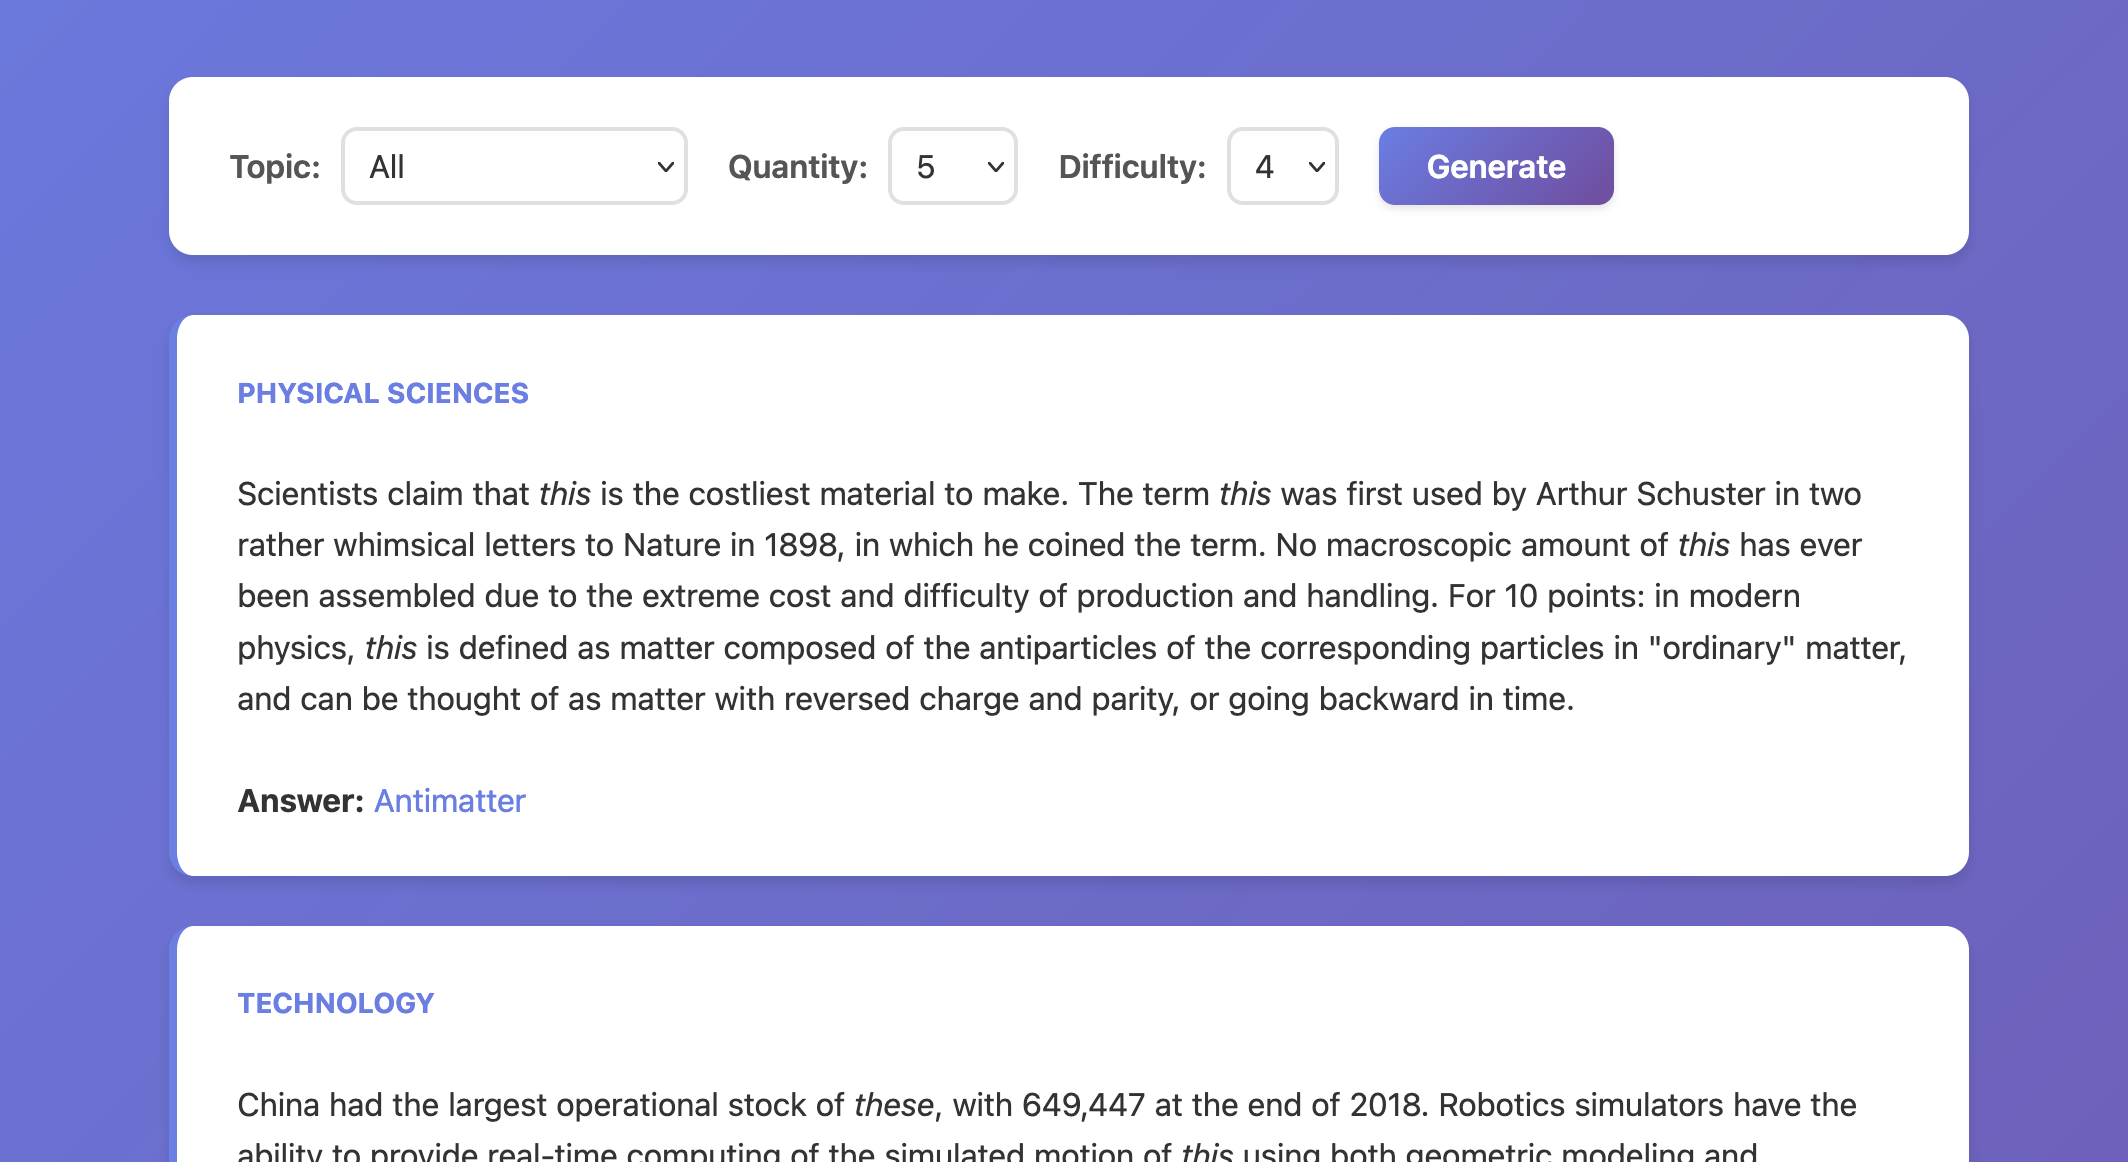 Topic: All Quantity: 5 Difficulty: 4 Generate
PHYSICAL SCIENCES
Scientists claim that this is the costliest material to make. The term this was first used by Arthur Schuster in two
rather whimsical letters to Nature in 1898, in which he coined the term. No macroscopic amount of this has ever
been assembled due to the extreme cost and difficulty of production and handling. For 10 points: in modern
physics, this is defined as matter composed of the antiparticles of the corresponding particles in "ordinary" matter,
and can be thought of as matter with reversed charge and parity, or going backward in time.
Answer: Antimatter
TECHNOLOGY
China had the largest operational stock of these, with 649,447 at the end of 2018. Robotics simulators have the
ability to provide real-time computing of the simulated motion of this using both geometric modeling and